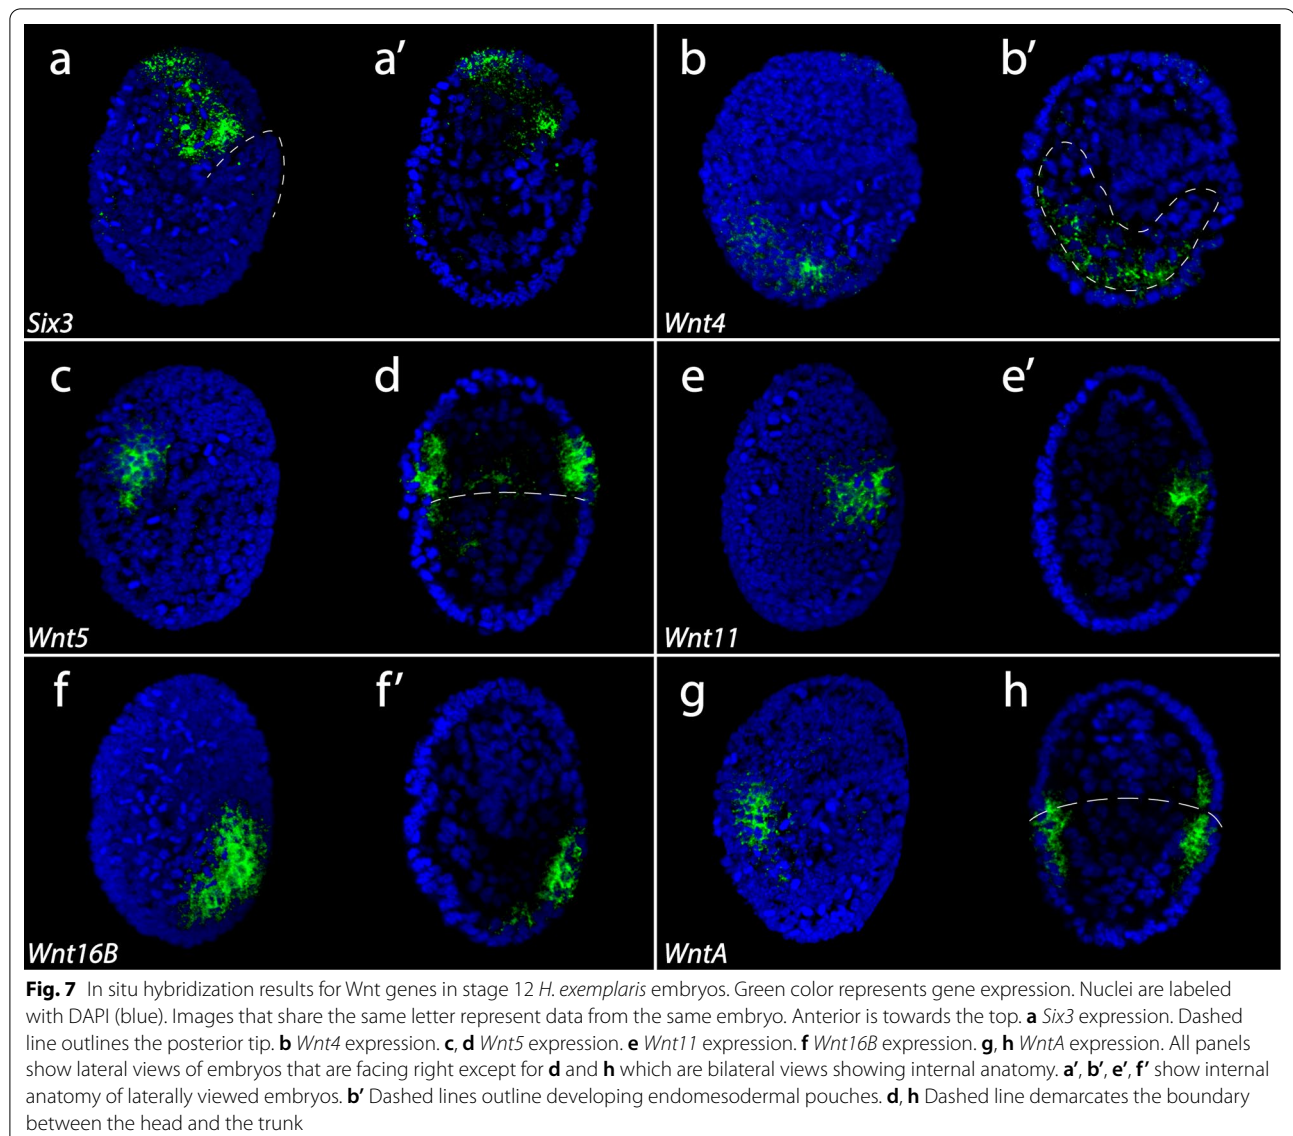 a a′ b b′
Six3 Wnt4
c d e e′
Wnt5 Wnt11
f f′ g h
Wnt16B WntA
Fig. 7 In situ hybridization results for Wnt genes in stage 12 H. exemplaris embryos. Green color represents gene expression. Nuclei are labeled
with DAPI (blue). Images that share the same letter represent data from the same embryo. Anterior is towards the top. a Six3 expression. Dashed
line outlines the posterior tip. b Wnt4 expression. c, d Wnt5 expression. e Wnt11 expression. f Wnt16B expression. g, h WntA expression. All panels
show lateral views of embryos that are facing right except for d and h which are bilateral views showing internal anatomy. a′, b′, e′, f′ show internal
anatomy of laterally viewed embryos. b′ Dashed lines outline developing endomesodermal pouches. d, h Dashed line demarcates the boundary
between the head and the trunk